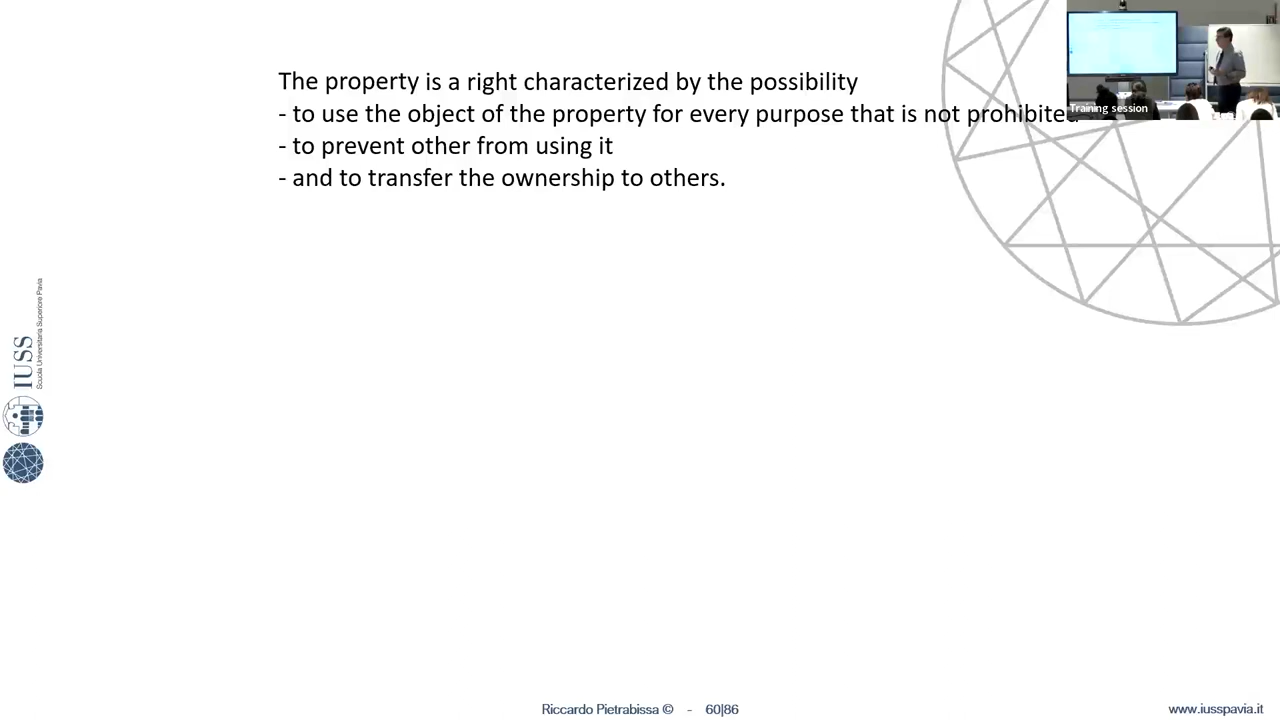 The property is a right characterized by the possibility
- to use the object of the property for every purpose that is not prohibited
- to prevent other from using it
- and to transfer the ownership to others.
Training session
IUSS
Scuola Universitaria Superiore Pavia
Riccardo Pietrabissa © - 60|86
www.iusspavia.it